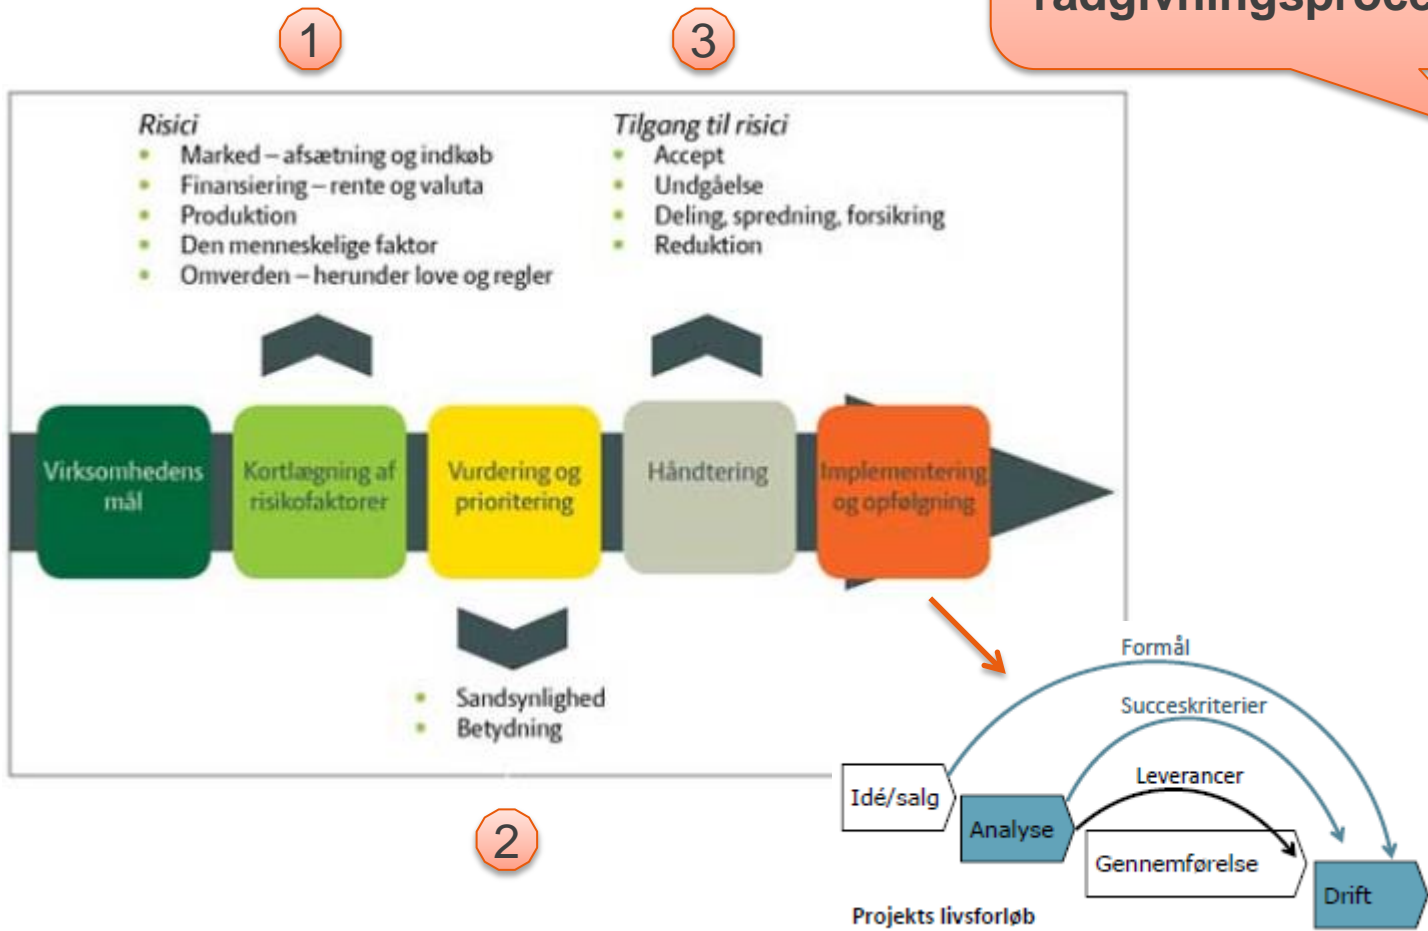 1
3
Risici
• Marked – afsætning og indkøb
• Finansiering – rente og valuta
• Produktion
• Den menneskelige faktor
• Omverden – herunder love og regler
Tilgang til risici
• Accept
• Undgåelse
• Deling, spredning, forsikring
• Reduktion
Virksomhedens
mål
Kortlægning af
risikofaktorer
Vurdering og
prioritering
Håndtering
Implementering
og opfølgning
• Sandsynlighed
• Betydning
2
Formål
Succeskriterier
Leverancer
Idé/salg
Analyse
Gennemførelse
Drift
Projekts livsforløb